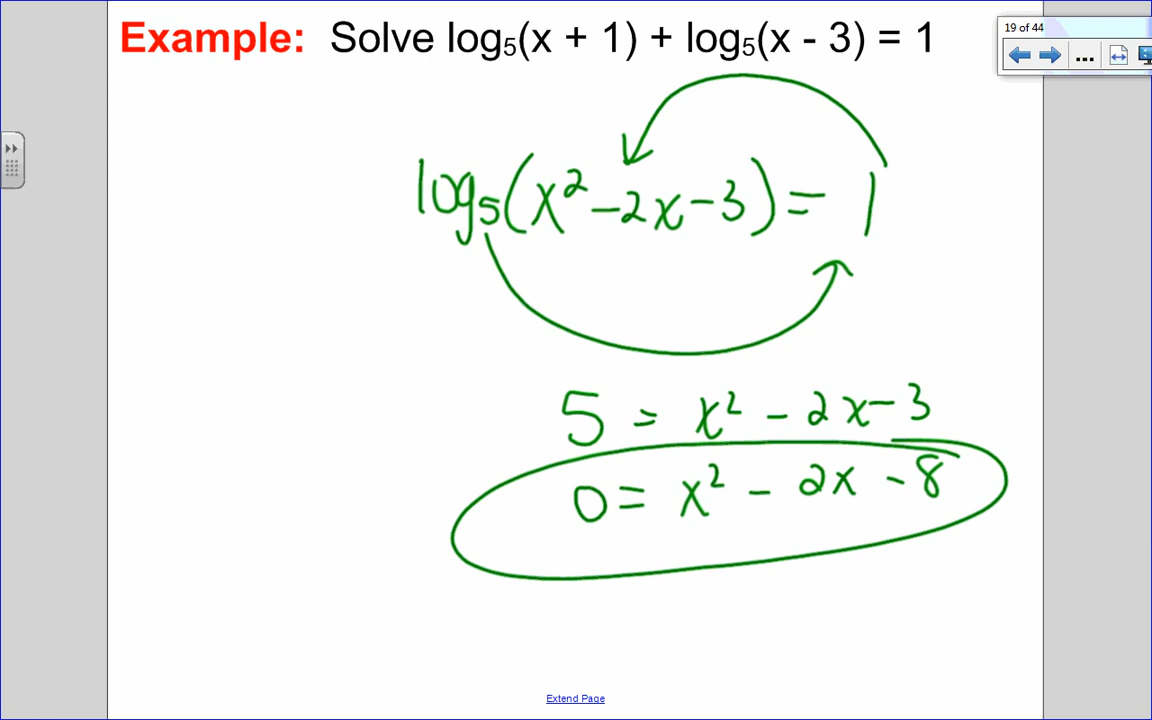 Example: Solve log₅(x + 1) + log₅(x - 3) = 1
19 of 44
...
log₅(x² - 2x - 3) = 1
5 = x² - 2x - 3
0 = x² - 2x - 8
Extend Page